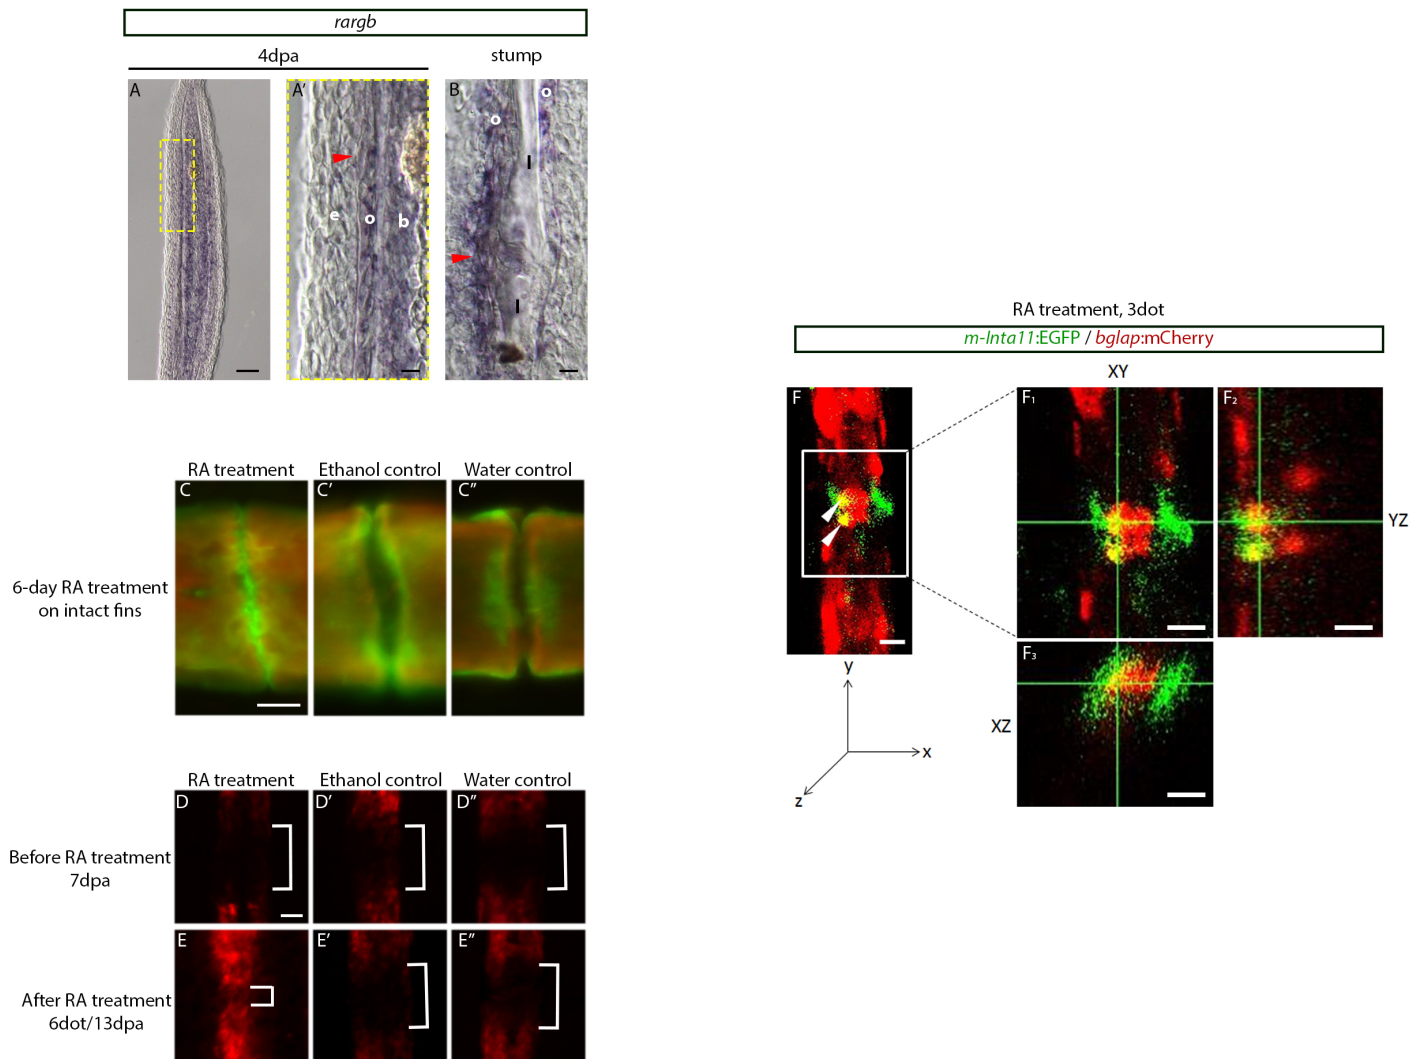 rargb
4dpa
stump
A
A'
B
o
o
l
e
o
b
l
RA treatment
Ethanol control
Water control
C
C'
C"
6-day RA treatment
on intact fins
RA treatment
Ethanol control
Water control
D
D'
D"
Before RA treatment
7dpa
E
E'
E"
After RA treatment
6dot/13dpa
RA treatment, 3dot
m-Inta11:EGFP / bglap:mCherry
XY
F
F1
F2
YZ
F3
XZ
y
x
z